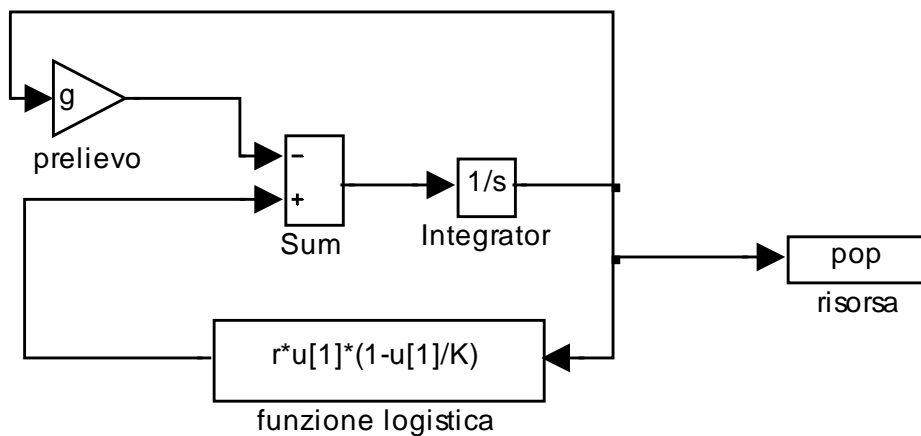 g
prelievo
−
+
Sum
1/s
Integrator
pop
risorsa
r*u[1]*(1-u[1]/K)
funzione logistica